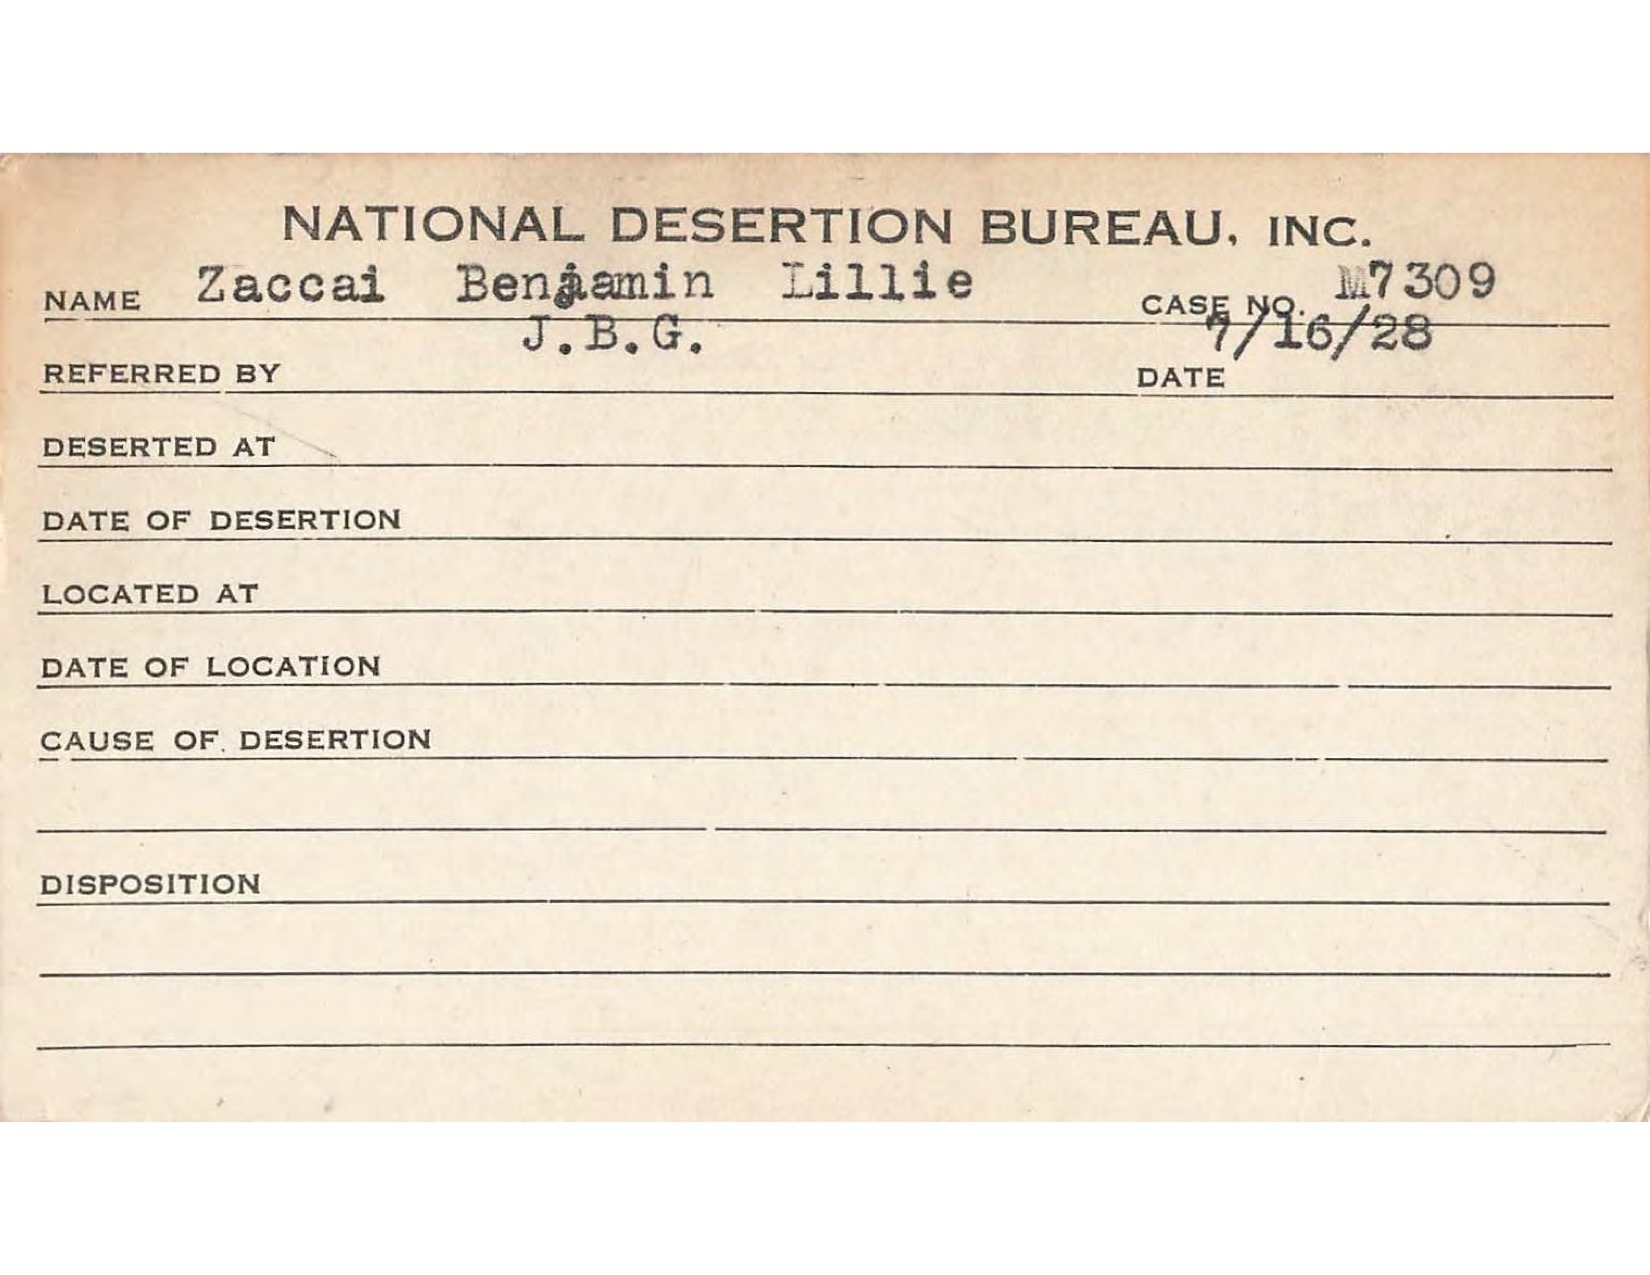 NATIONAL DESERTION BUREAU, INC.
NAME Zaccai Benjamin Lillie CASE NO. M7309
REFERRED BY J.B.G. DATE 7/16/28
DESERTED AT
DATE OF DESERTION
LOCATED AT
DATE OF LOCATION
CAUSE OF DESERTION
DISPOSITION